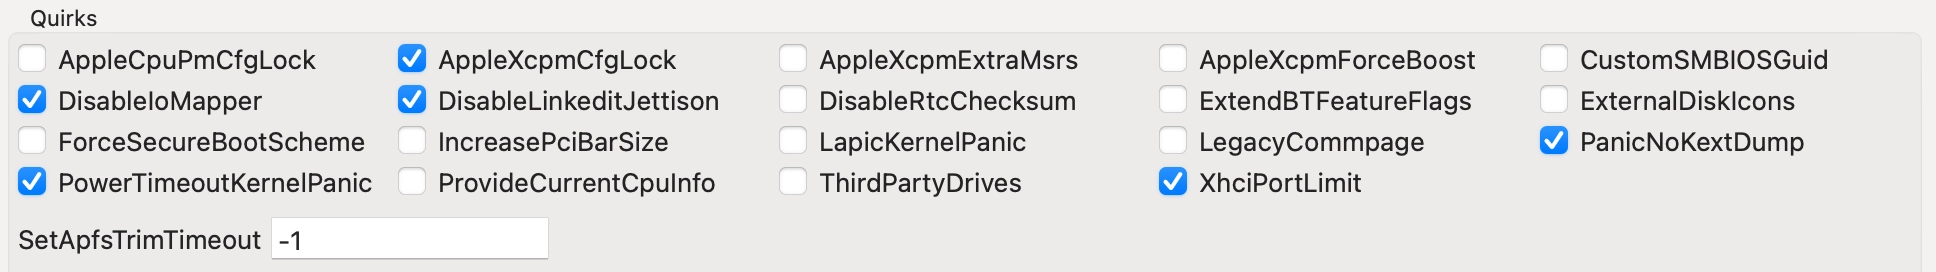 Quirks
AppleCpuPmCfgLock AppleXcpmCfgLock AppleXcpmExtraMsrs AppleXcpmForceBoost CustomSMBIOSGuid
DisableIoMapper DisableLinkeditJettison DisableRtcChecksum ExtendBTFeatureFlags ExternalDiskIcons
ForceSecureBootScheme IncreasePciBarSize LapicKernelPanic LegacyCommpage PanicNoKextDump
PowerTimeoutKernelPanic ProvideCurrentCpuInfo ThirdPartyDrives XhciPortLimit
SetApfsTrimTimeout -1